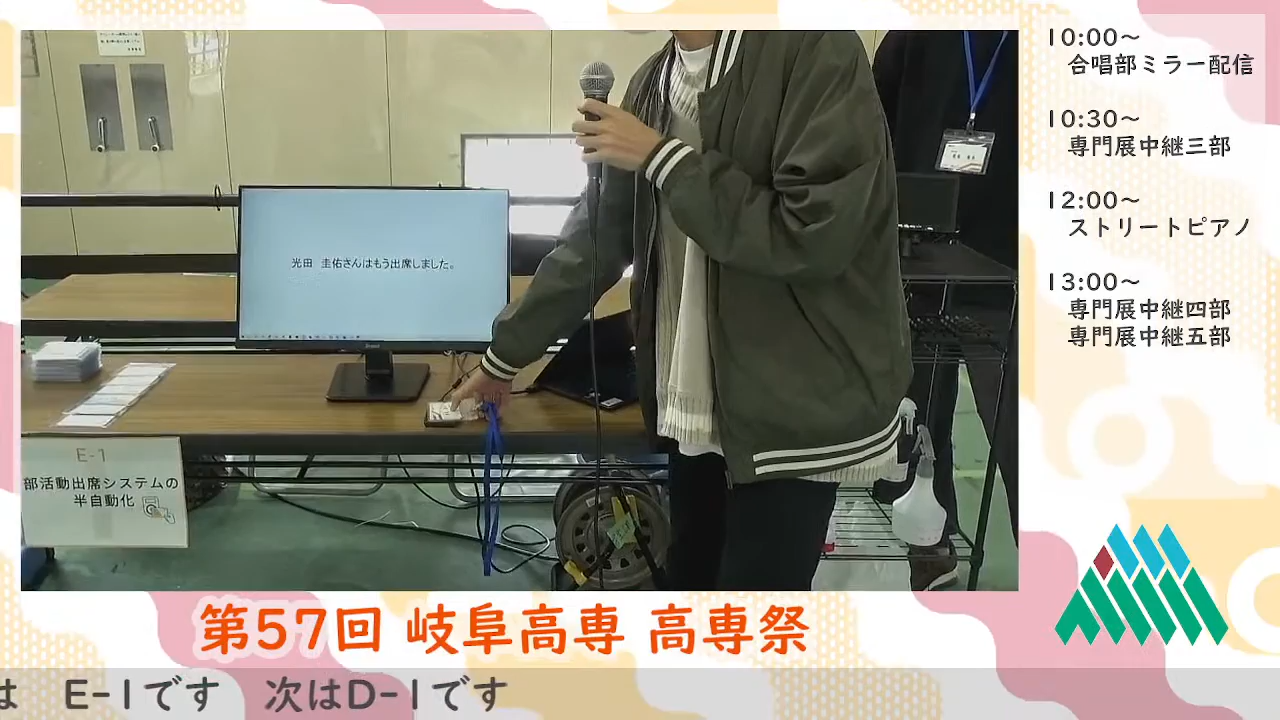 光田 圭佑さんはもう出席しました。
E-1
部活動出席システムの
半自動化
10:00～
合唱部ミラー配信
10:30～
専門展中継三部
12:00～
ストリートピアノ
13:00～
専門展中継四部
専門展中継五部
第57回 岐阜高専 高専祭
は E-1です 次はD-1です